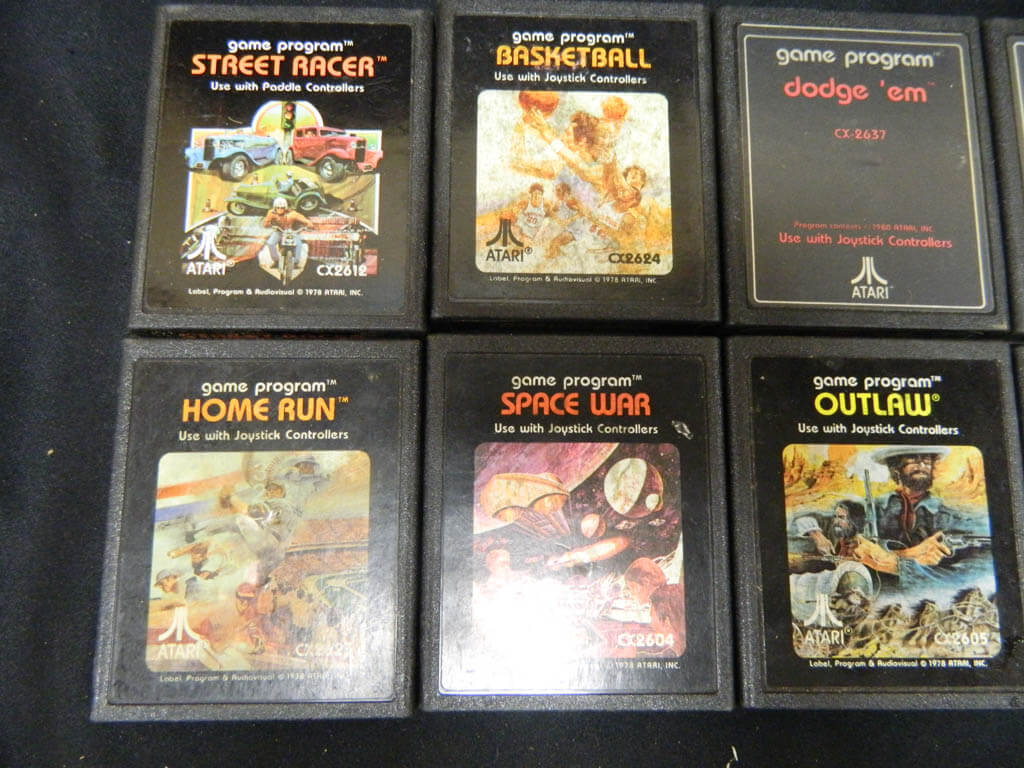 game program™
STREET RACER™
Use with Paddle Controllers
ATARI®
CX2612
Label, Program & Audiovisual © 1978 ATARI, INC.
game program™
BASKETBALL
Use with Joystick Controllers
50
ATARI®
CX2624
Label, Program & Audiovisual © 1978 ATARI, INC.
game program™
dodge 'em™
CX-2637
Program contents © 1980 ATARI, INC.
Use with Joystick Controllers
ATARI™
game program™
HOME RUN™
Use with Joystick Controllers
ATARI®
Label, Program & Audiovisual © 1978 ATARI, INC.
game program™
SPACE WAR
Use with Joystick Controllers
CX2604
1978 ATARI, INC.
game program™
OUTLAW®
Use with Joystick Controllers
ATARI®
CX2605
Label, Program & Audiovisual © 1978 ATARI, INC.